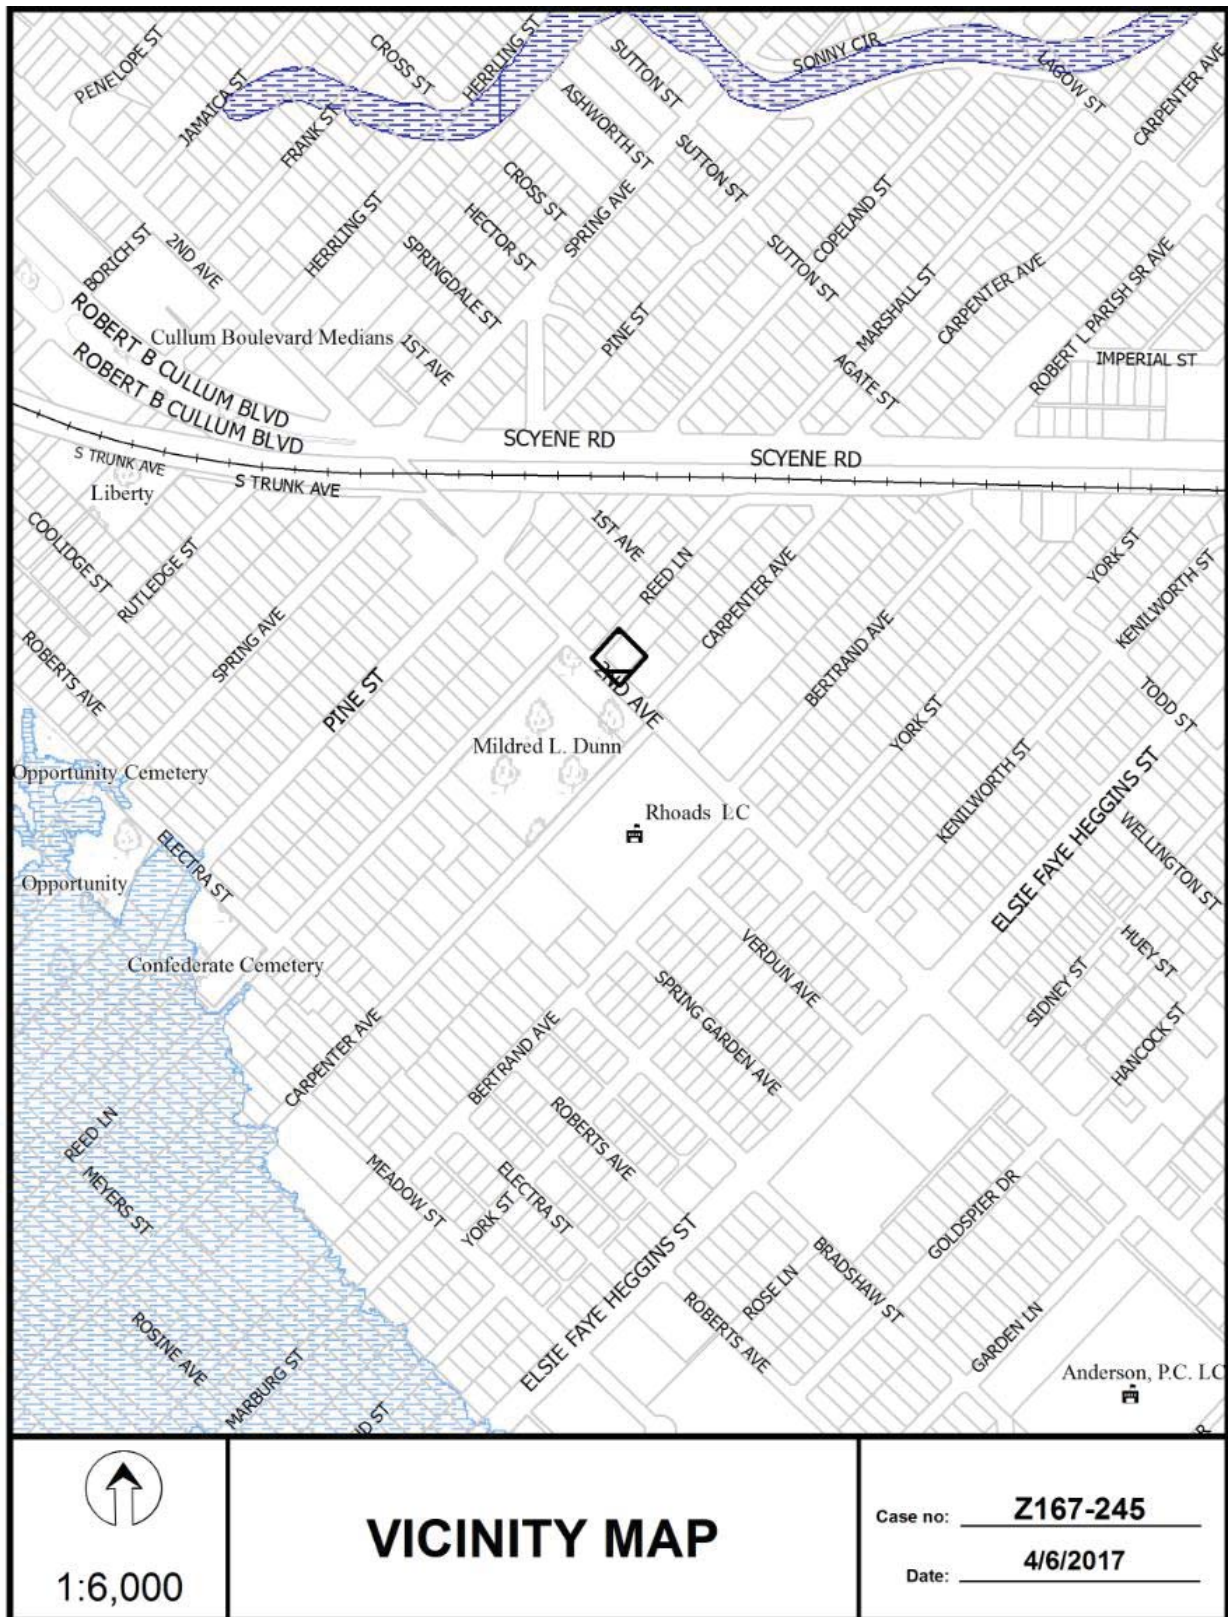 PENELOPE ST
CROSS ST
HERRLING ST
SUTTON ST
SONNY CIR
LAGOW ST
CARPENTER AVE
JAMAICA ST
FRANK ST
ASHWORTH ST
SUTTON ST
CROSS ST
SPRING AVE
HECTOR ST
HERRLING ST
COPELAND ST
BORICH ST
2ND AVE
SPRINGDALE ST
SUTTON ST
MARSHALL ST
CARPENTER AVE
ROBERT L PARISH SR AVE
ROBERT B CULLUM BLVD
ROBERT B CULLUM BLVD
Cullum Boulevard Medians
1ST AVE
PINE ST
AGATE ST
IMPERIAL ST
SCYENE RD
SCYENE RD
S TRUNK AVE
S TRUNK AVE
Liberty
COOLIDGE ST
RUTLEDGE ST
1ST AVE
REED LN
CARPENTER AVE
YORK ST
KENILWORTH ST
ROBERTS AVE
SPRING AVE
PINE ST
2ND AVE
BERTRAND AVE
YORK ST
TODD ST
Mildred L. Dunn
Opportunity Cemetery
KENILWORTH ST
ELSIE FAYE HEGGINS ST
WELLINGTON ST
Rhoads LC
ELECTRA ST
Opportunity
Confederate Cemetery
VERDUN AVE
SPRING GARDEN AVE
HUEY ST
SIDNEY ST
HANCOCK ST
CARPENTER AVE
BERTRAND AVE
ROBERTS AVE
REED LN
MEYERS ST
MEADOW ST
YORK ST
ELECTRA ST
GOLDSPIER DR
ELSIE FAYE HEGGINS ST
BRADSHAW ST
ROSE LN
ROBERTS AVE
GARDEN LN
ROSINE AVE
MARBURG ST
ID ST
Anderson, P.C. LC
R
1:6,000
VICINITY MAP
Case no: Z167-245
Date: 4/6/2017